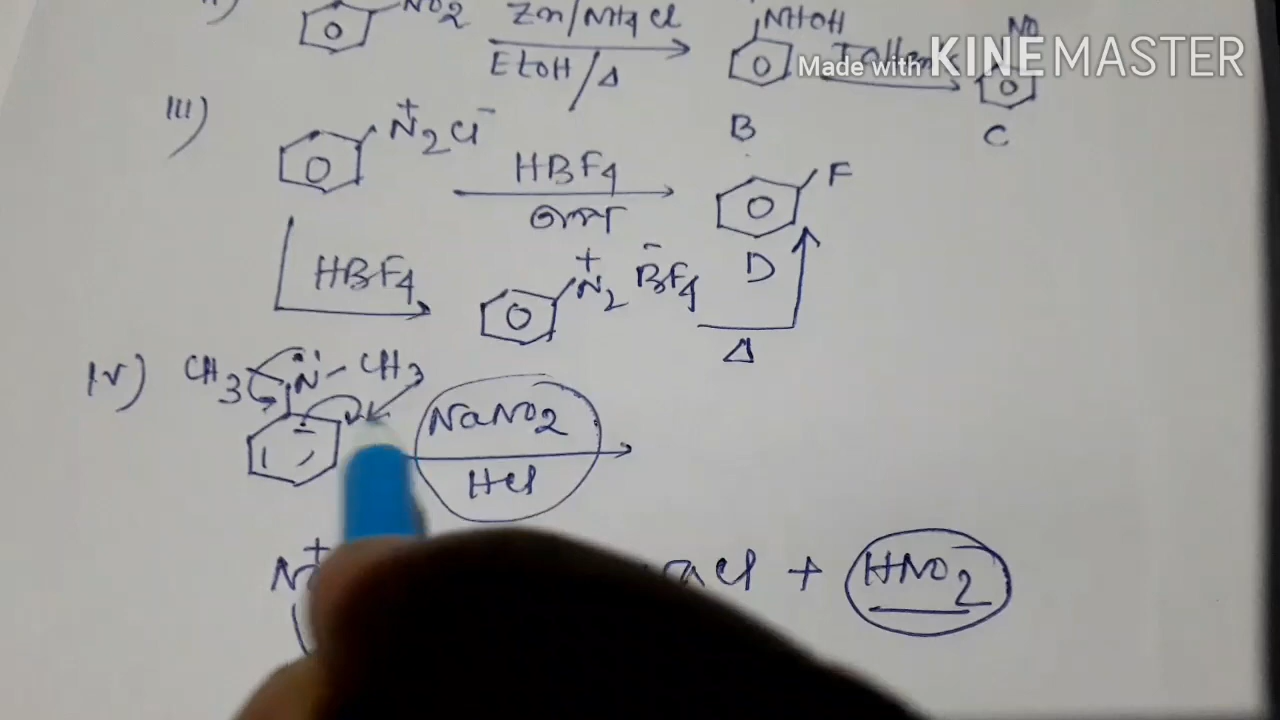 NO2 Zn/NH4Cl NHOH NO
EtOH/Δ
Made with KINEMASTER
B C
III) N2+Cl- HBF4 F
D
HBF4 N2+ BF4-
Δ
IV) CH3 N̈ - CH3 NaNO2
HCl
+ HNO2